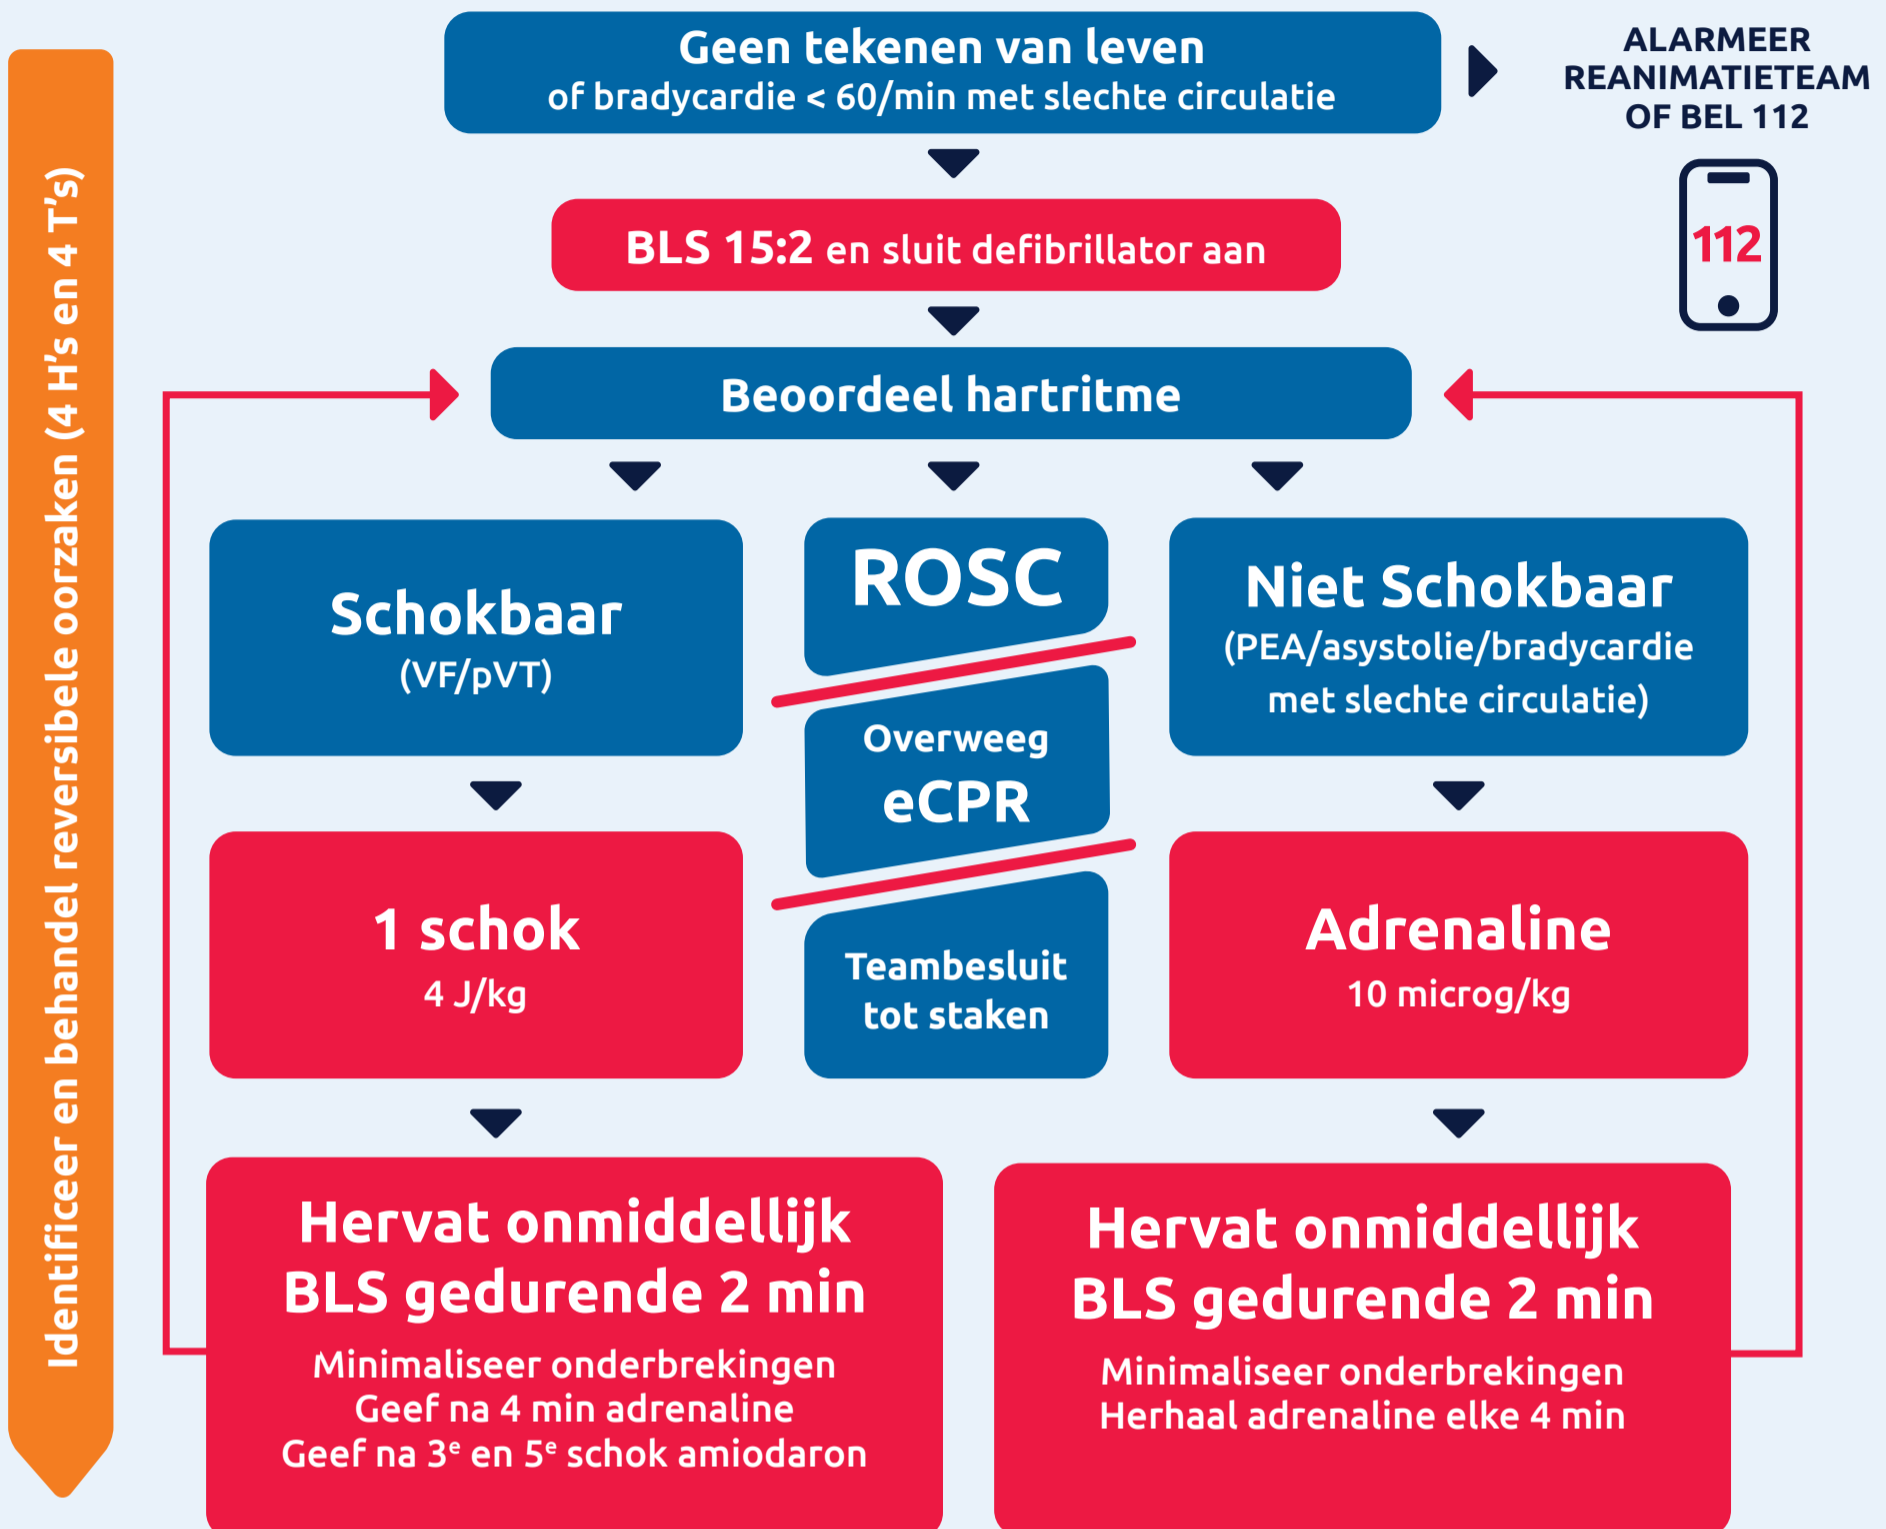 Geen tekenen van leven
of bradycardie < 60/min met slechte circulatie
ALARMEER
REANIMATIETEAM
OF BEL 112
112
BLS 15:2 en sluit defibrillator aan
Beoordeel hartritme
Schokbaar
(VF/pVT)
ROSC
Overweeg
eCPR
Teambesluit
tot staken
Niet Schokbaar
(PEA/asystolie/bradycardie
met slechte circulatie)
1 schok
4 J/kg
Adrenaline
10 microg/kg
Hervat onmiddellijk
BLS gedurende 2 min
Minimaliseer onderbrekingen
Geef na 4 min adrenaline
Geef na 3ᵉ en 5ᵉ schok amiodaron
Hervat onmiddellijk
BLS gedurende 2 min
Minimaliseer onderbrekingen
Herhaal adrenaline elke 4 min
Identificeer en behandel reversibele oorzaken (4 H's en 4 T's)